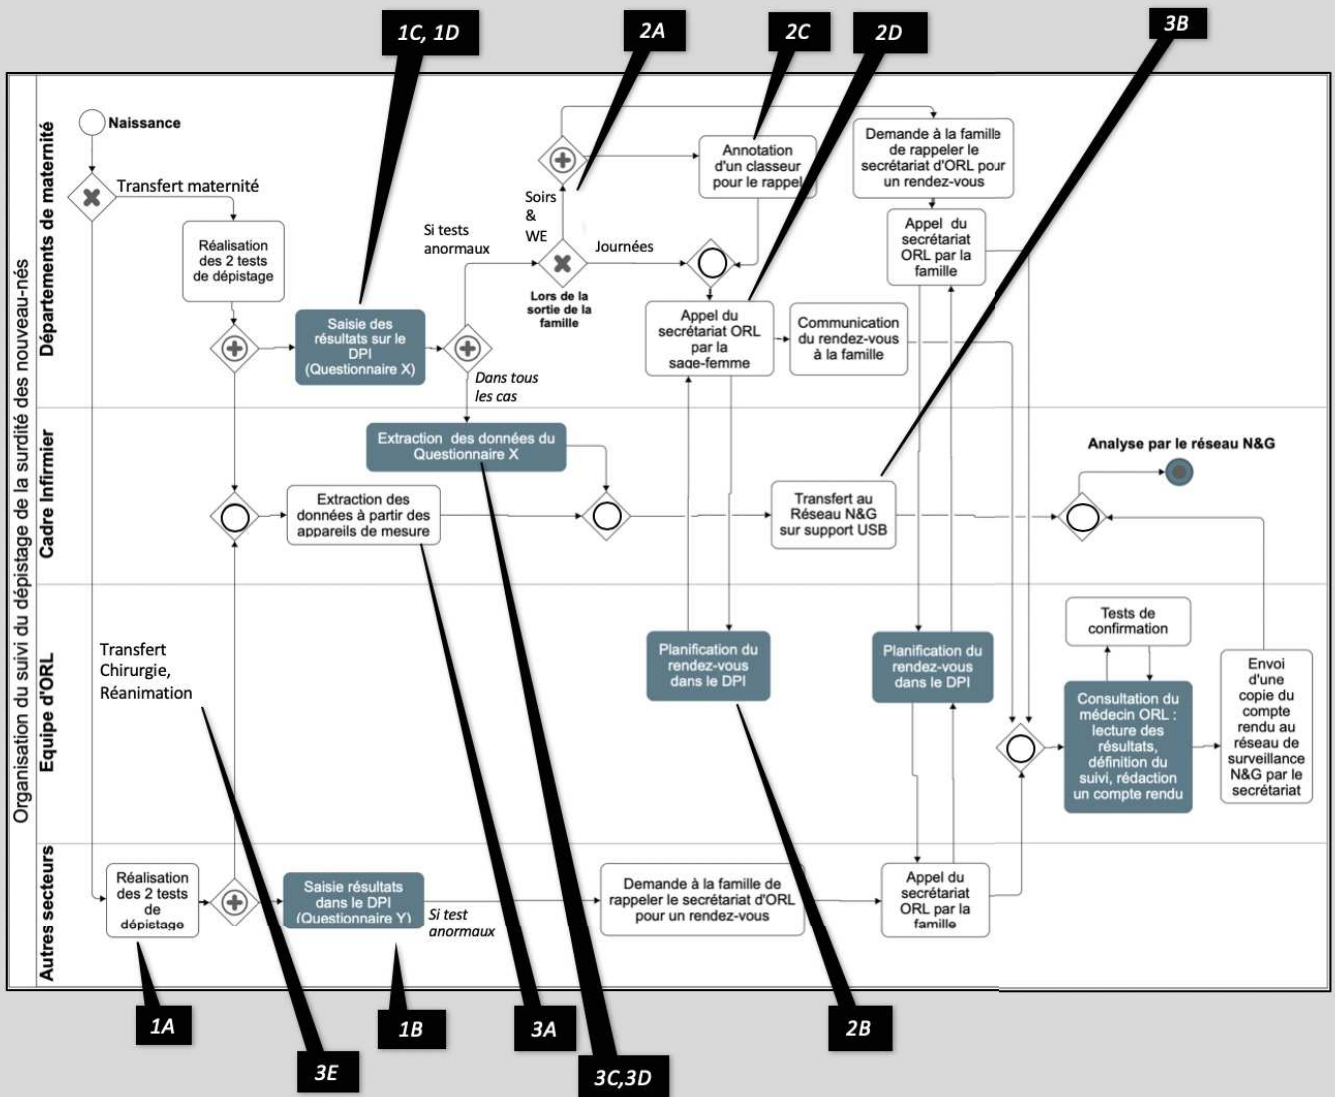 1C, 1D
2A
2C
2D
3B
Organisation du suivi du dépistage de la surdité des nouveau-nés
Départements de maternité
Naissance
Transfert maternité
Réalisation
des 2 tests
de dépistage
Saisie des
résultats sur le
DPI
(Questionnaire X)
Si tests
anormaux
Soirs
&
WE
Journées
Lors de la
sortie de la
famille
Annotation
d'un classeur
pour le rappel
Demande à la famille
de rappeler le
secrétariat d'ORL pour
un rendez-vous
Appel du
secrétariat
ORL par la
famille
Appel du
secrétariat ORL
par la
sage-femme
Communication
du rendez-vous
à la famille
Dans tous
les cas
Cadre Infirmier
Extraction des données du
Questionnaire X
Extraction des
données à partir des
appareils de mesure
Transfert au
Réseau N&G
sur support USB
Analyse par le réseau N&G
Equipe d'ORL
Transfert
Chirurgie,
Réanimation
Planification du
rendez-vous
dans le DPI
Planification du
rendez-vous
dans le DPI
Tests de
confirmation
Consultation du
médecin ORL :
lecture des
résultats,
définition du
suivi, rédaction
un compte rendu
Envoi
d'une
copie du
compte
rendu au
réseau de
surveillance
N&G par le
secrétariat
Autres secteurs
Réalisation
des 2 tests
de
dépistage
Saisie résultats
dans le DPI
(Questionnaire Y)
Si test
anormaux
Demande à la famille de
rappeler le secrétariat d'ORL
pour un rendez-vous
Appel du
secrétariat
ORL par la
famille
1A
3E
1B
3A
3C,3D
2B